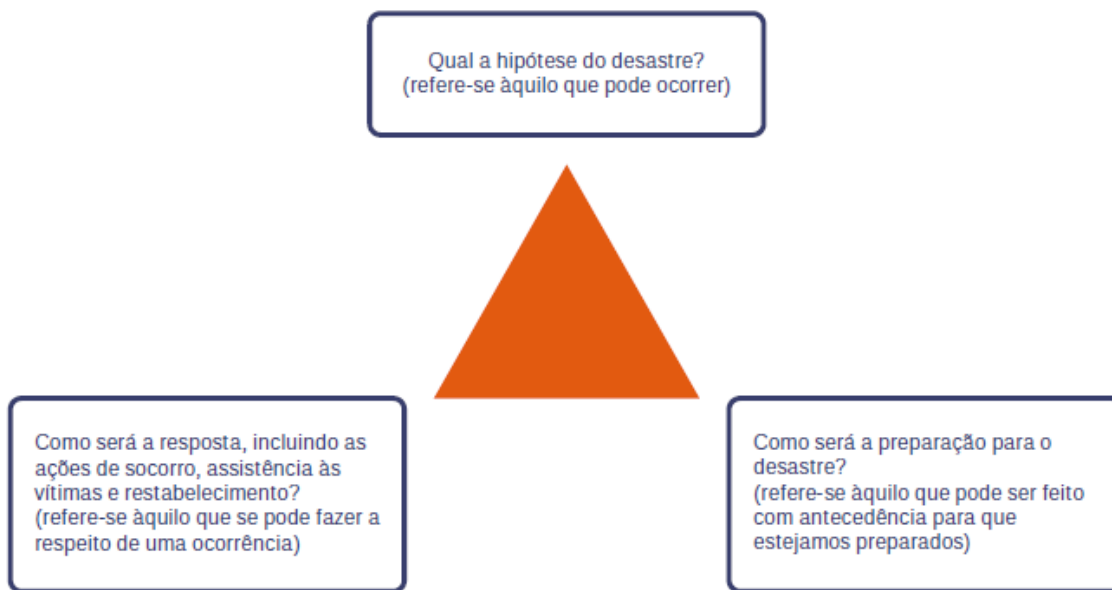 Qual a hipótese do desastre?
(refere-se àquilo que pode ocorrer)
Como será a resposta, incluindo as
ações de socorro, assistência às
vítimas e restabelecimento?
(refere-se àquilo que se pode fazer a
respeito de uma ocorrência)
Como será a preparação para o
desastre?
(refere-se àquilo que pode ser feito
com antecedência para que
estejamos preparados)